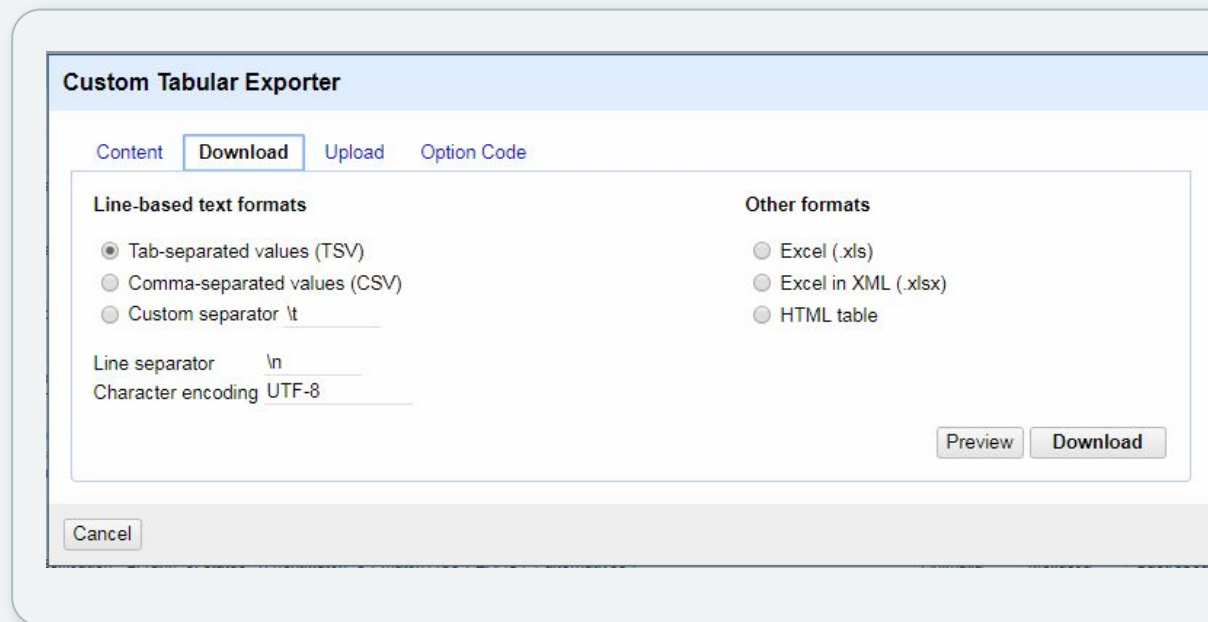 Custom Tabular Exporter
Content Download Upload Option Code
Line-based text formats
Tab-separated values (TSV)
Comma-separated values (CSV)
Custom separator \t
Line separator \n
Character encoding UTF-8
Other formats
Excel (.xls)
Excel in XML (.xlsx)
HTML table
Preview Download
Cancel